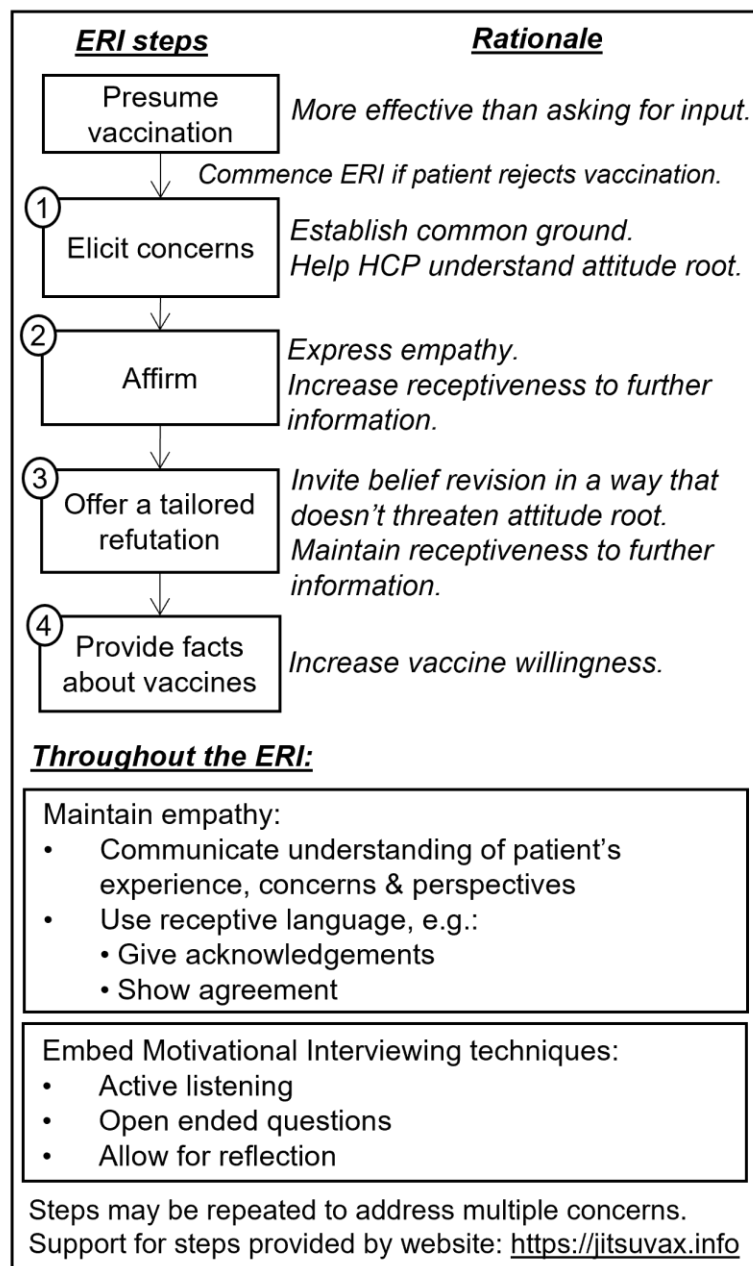 ERI steps
Rationale
Presume
vaccination
More effective than asking for input.
Commence ERI if patient rejects vaccination.
1
Elicit concerns
Establish common ground.
Help HCP understand attitude root.
2
Affirm
Express empathy.
Increase receptiveness to further
information.
3
Offer a tailored
refutation
Invite belief revision in a way that
doesn't threaten attitude root.
Maintain receptiveness to further
information.
4
Provide facts
about vaccines
Increase vaccine willingness.
Throughout the ERI:
Maintain empathy:
• Communicate understanding of patient's
experience, concerns & perspectives
• Use receptive language, e.g.:
• Give acknowledgements
• Show agreement
Embed Motivational Interviewing techniques:
• Active listening
• Open ended questions
• Allow for reflection
Steps may be repeated to address multiple concerns.
Support for steps provided by website: https://jitsuvax.info